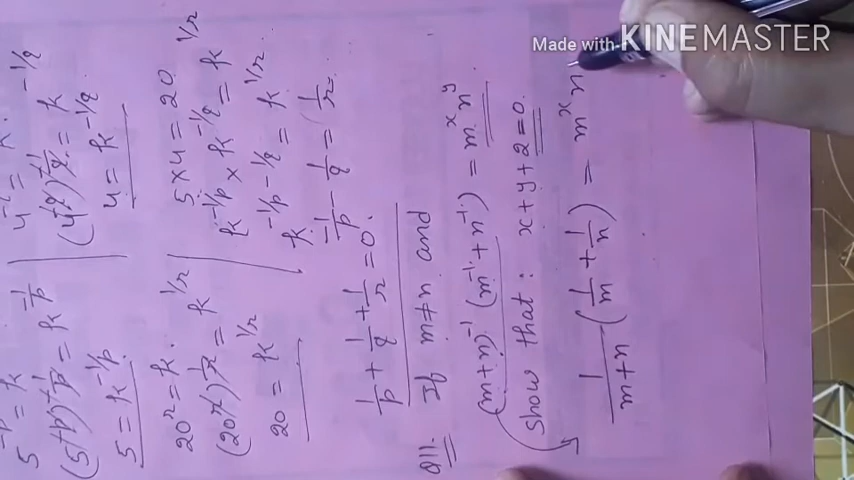 Made with KINEMASTER
5^-p = k
(5^-p)^-1/p = k^-1/p
5 = k^-1/p
(4^-q)^-1/q = k^-1/q
4 = k^-1/q
20^r = k.
(20^r)^1/r = k^1/r
20 = k^1/r
5 × 4 = 20
k^-1/p × k^-1/q = k^1/r
k^-1/p - 1/q = k^1/r.
-1/p - 1/q = 1/r.
1/p + 1/q + 1/r = 0.
Q11. If m ≠ n and
(m+n)^-1 (m^-1 + n^-1) = m^x n^y.
show that : x + y + 2 = 0.
1/m+n (1/m + 1/n) = m^x n